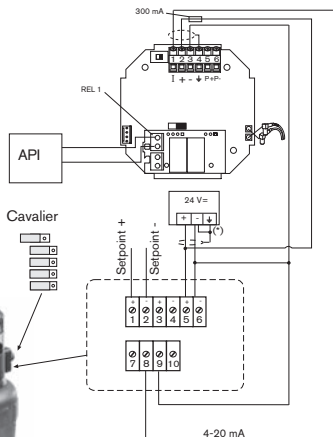 300 mA
1 2 3 4 5 6
I + - ⏚ P+P-
REL 1
API
24 V=
+ - ⏚
(*)
Cavalier
Setpoint +
Setpoint -
+ - + - + -
1 2 3 4 5 6
7 8 9 10
4-20 mA